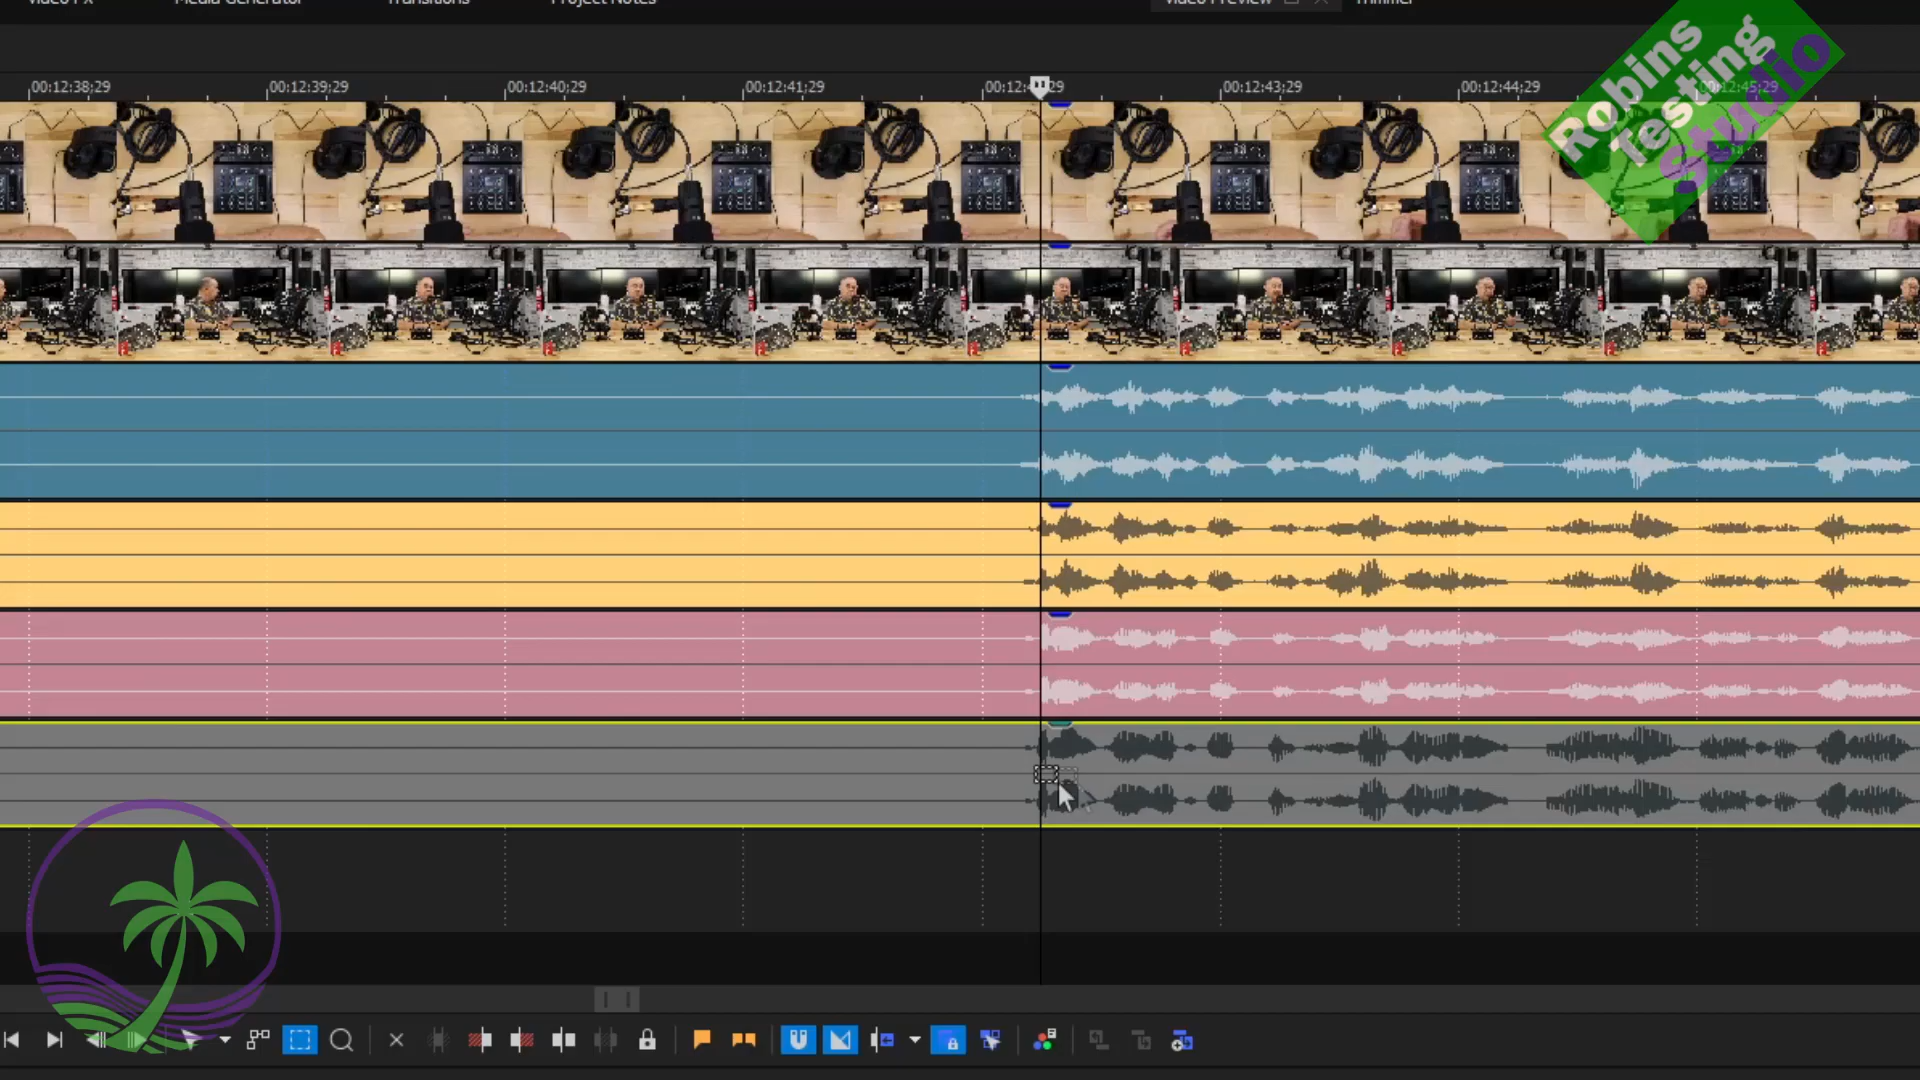 Video FX Media Generator Transitions Project Notes Video Preview Trimmer
00:12:38;29 00:12:39;29 00:12:40;29 00:12:41;29 00:12:4 29 00:12:43;29 00:12:44;29 00:12:45;29
Robins
Testing
Studio